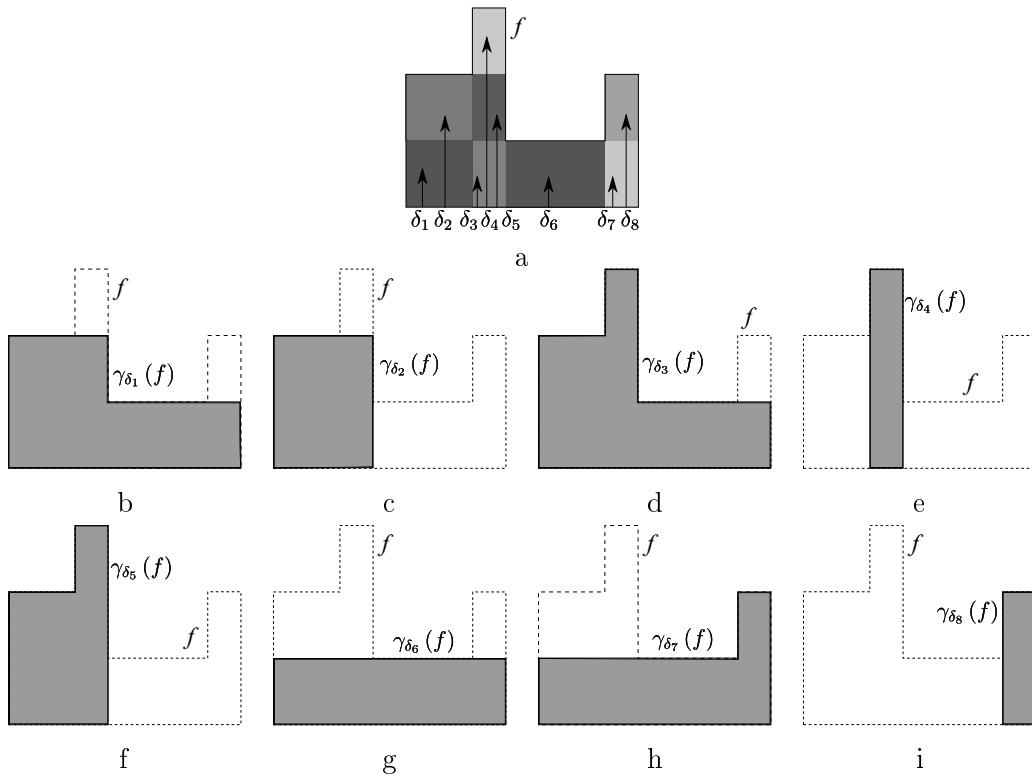 f
δ₁ δ₂ δ₃ δ₄ δ₅ δ₆ δ₇ δ₈
a
f f
γδ₁ (f) γδ₂ (f) γδ₃ (f) f γδ₄ (f) f
b c d e
γδ₅ (f) f f γδ₆ (f) f γδ₇ (f) f γδ₈ (f)
f g h i